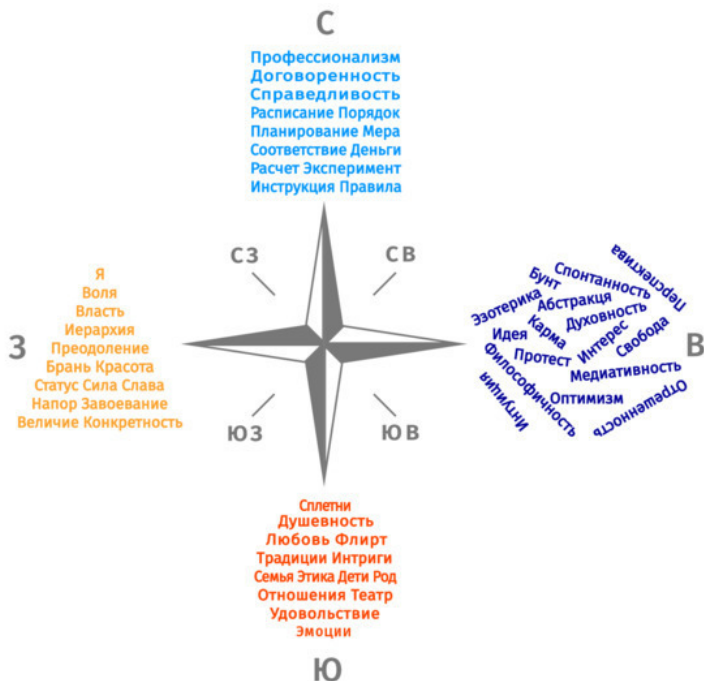 С
Профессионализм
Договоренность
Справедливость
Расписание Порядок
Планирование Мера
Соответствие Деньги
Расчет Эксперимент
Инструкция Правила
СЗ
СВ
З
Я
Воля
Власть
Иерархия
Преодоление
Брань Красота
Статус Сила Слава
Напор Завоевание
Величие Конкретность
В
Перспектива
Спонтанность
Бунт
Абстракця
Эзотерика
Духовность
Карма
Свобода
Идея
Интерес
Протест
Философичность
Медиативность
Интуиция
Оптимизм
Отрешенность
ЮЗ
ЮВ
Сплетни
Душевность
Любовь Флирт
Традиции Интриги
Семья Этика Дети Род
Отношения Театр
Удовольствие
Эмоции
Ю